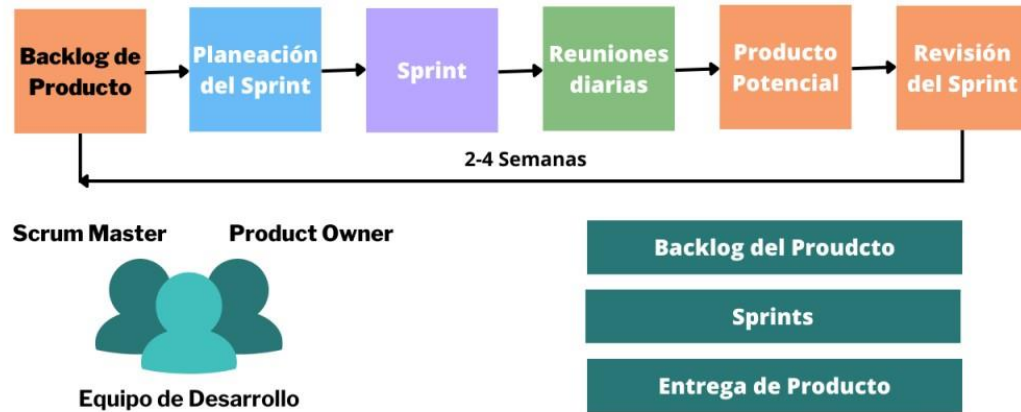 Backlog de
Producto
Planeación
del Sprint
Sprint
Reuniones
diarias
Producto
Potencial
Revisión
del Sprint
2-4 Semanas
Scrum Master
Product Owner
Equipo de Desarrollo
Backlog del Proudcto
Sprints
Entrega de Producto